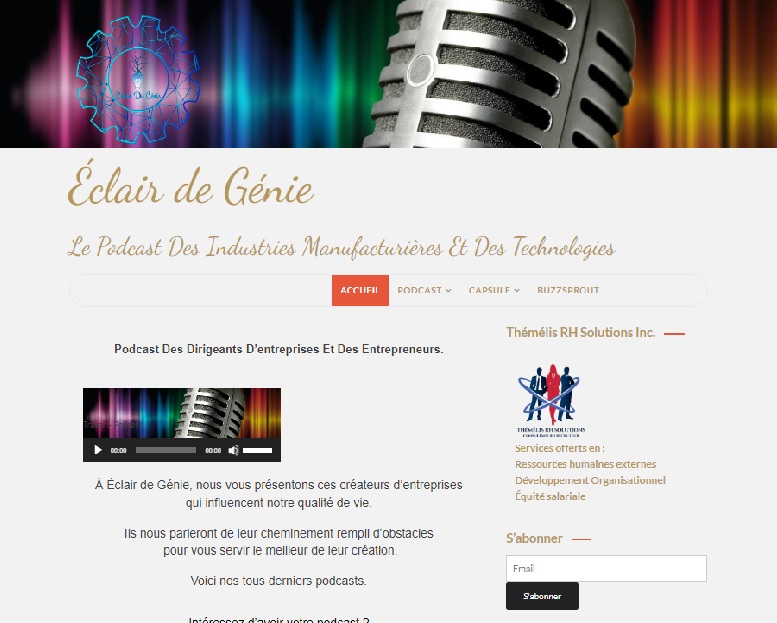 Éclair de Génie
Le Podcast Des Industries Manufacturières Et Des Technologies
ACCUEIL PODCAST CAPSULE BUZZSPROUT
Podcast Des Dirigeants D'entreprises Et Des Entrepreneurs.
00:00 00:00
À Éclair de Génie, nous vous présentons ces créateurs d'entreprises
qui influencent notre qualité de vie.
Ils nous parleront de leur cheminement rempli d'obstacles
pour vous servir le meilleur de leur création.
Voici nos tous derniers podcasts.
Intéressez d'avoir votre podcast ?
Thémélis RH Solutions Inc.
THÉMÉLIS RH SOLUTIONS
Services offerts en :
Ressources humaines externes
Développement Organisationnel
Équité salariale
S'abonner
Email
S'abonner